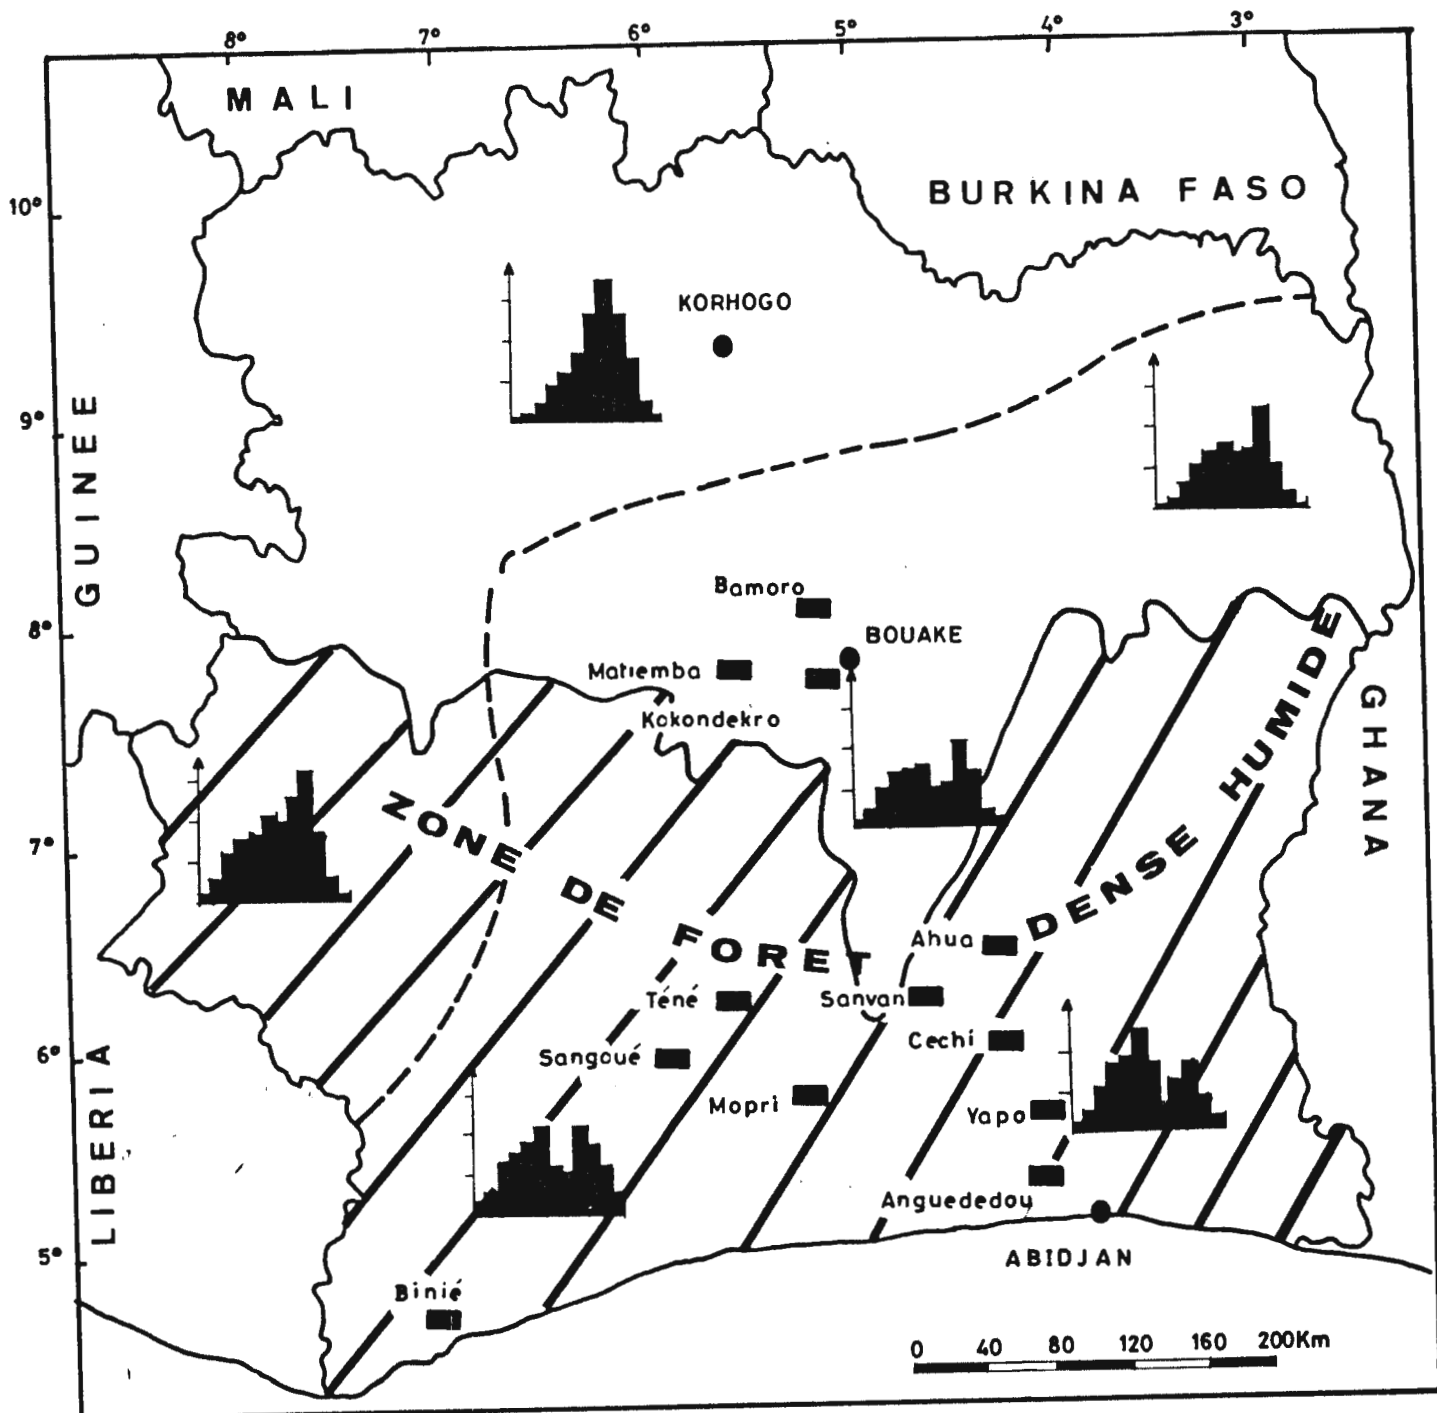 8° 7° 6° 5° 4° 3°
MALI
BURKINA FASO
10°
KORHOGO
9°
GUINEE
Bamoro
8°
BOUAKE
Matiemba
Kokondekro
GHANA
ZONE DE FORET DENSE HUMIDE
7°
Ahua
Téné
Sanvan
Cechi
6°
Sangoué
Mopri
Yapo
LIBERIA
Anguededou
5°
ABIDJAN
Binié
0 40 80 120 160 200Km